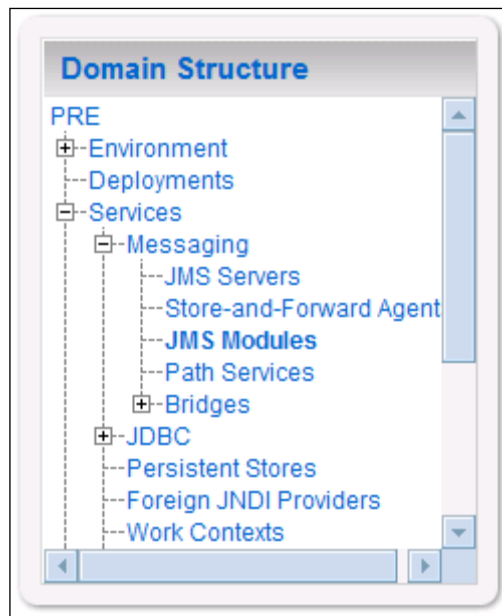 Domain Structure
PRE
Environment
Deployments
Services
Messaging
JMS Servers
Store-and-Forward Agent
JMS Modules
Path Services
Bridges
JDBC
Persistent Stores
Foreign JNDI Providers
Work Contexts